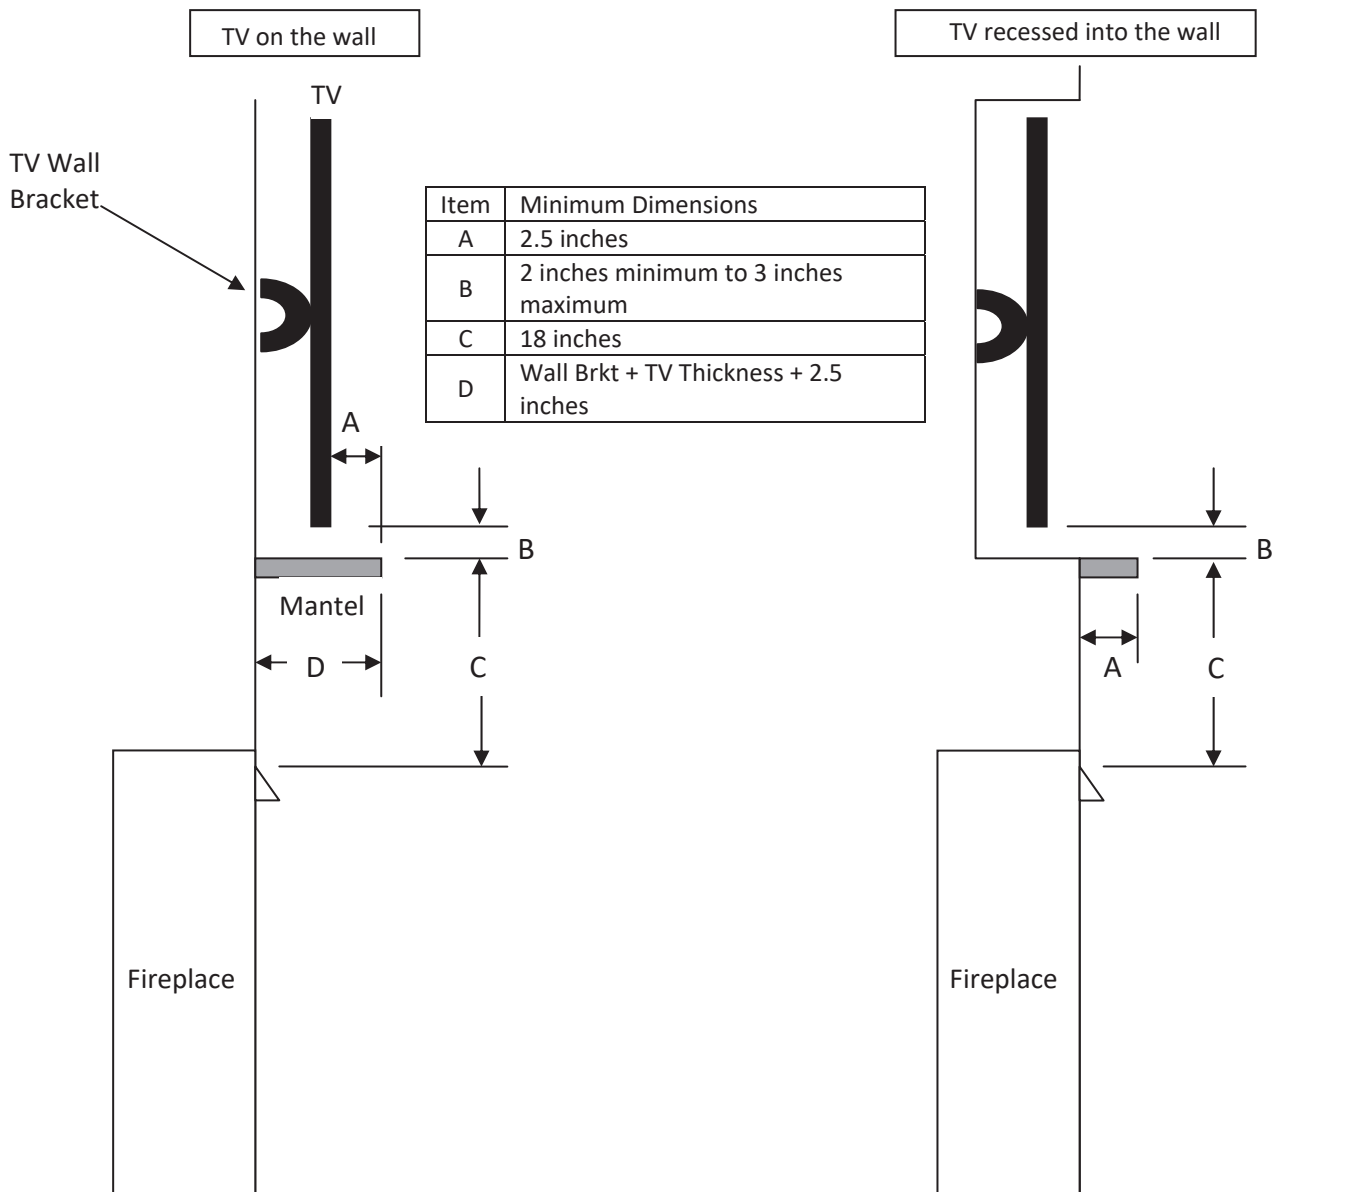 TV on the wall
TV recessed into the wall
TV
TV Wall
Bracket
Item Minimum Dimensions
A 2.5 inches
B 2 inches minimum to 3 inches
maximum
C 18 inches
D Wall Brkt + TV Thickness + 2.5
inches
A
B
Mantel
D
C
B
A
C
Fireplace
Fireplace